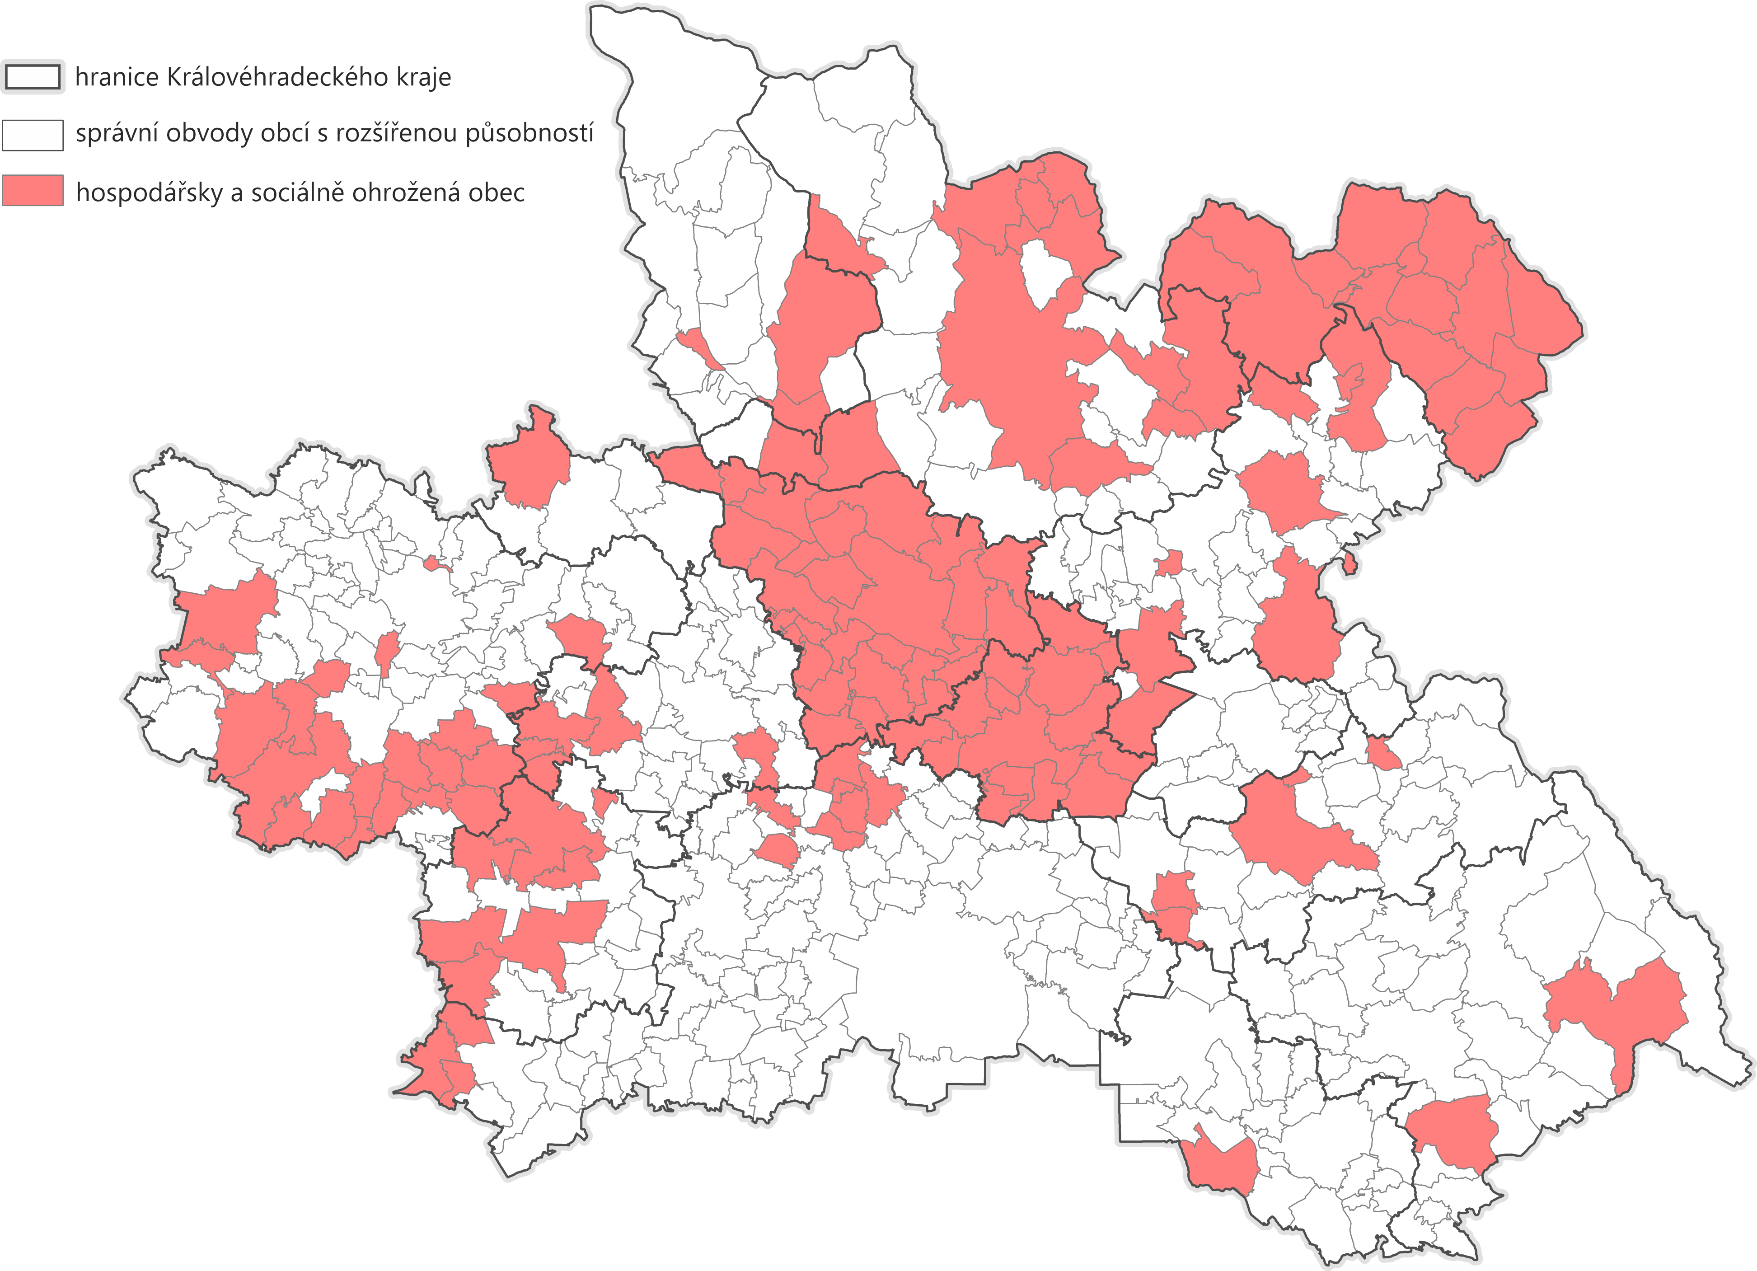 hranice Královéhradeckého kraje
správní obvody obcí s rozšířenou působností
hospodářsky a sociálně ohrožená obec